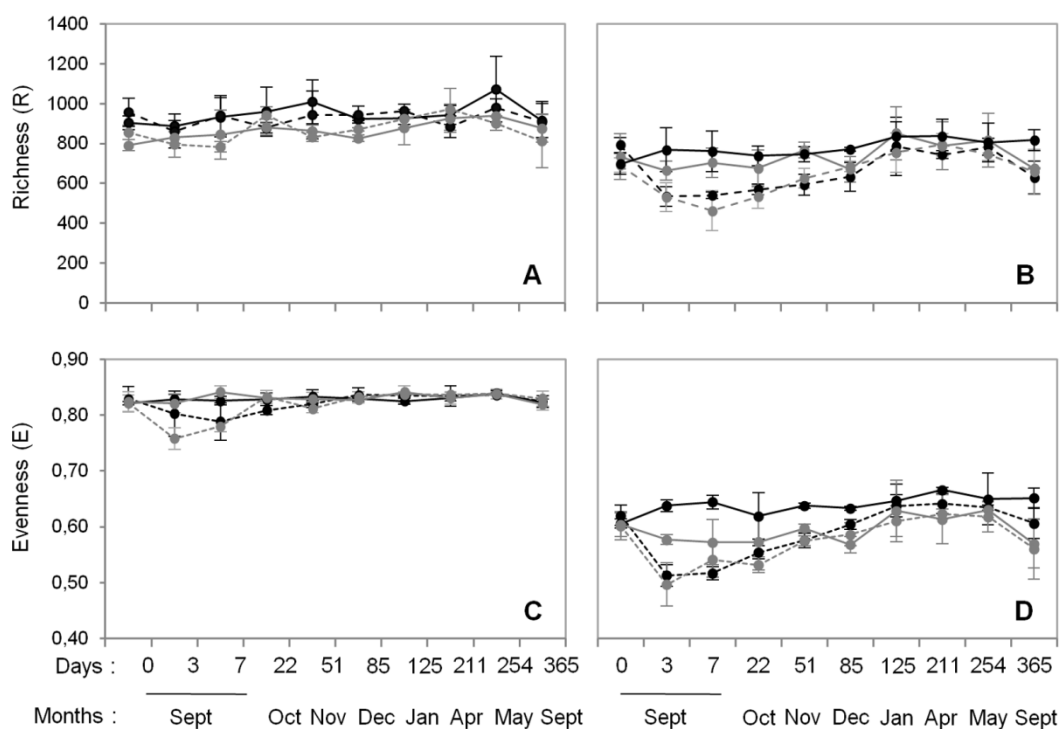 Richness (R)
1400
1200
1000
800
600
400
200
0
A
B
Evenness (E)
0,90
0,80
0,70
0,60
0,50
0,40
C
D
Days : 0 3 7 22 51 85 125 211 254 365 0 3 7 22 51 85 125 211 254 365
Months : Sept Oct Nov Dec Jan Apr May Sept Sept Oct Nov Dec Jan Apr May Sept